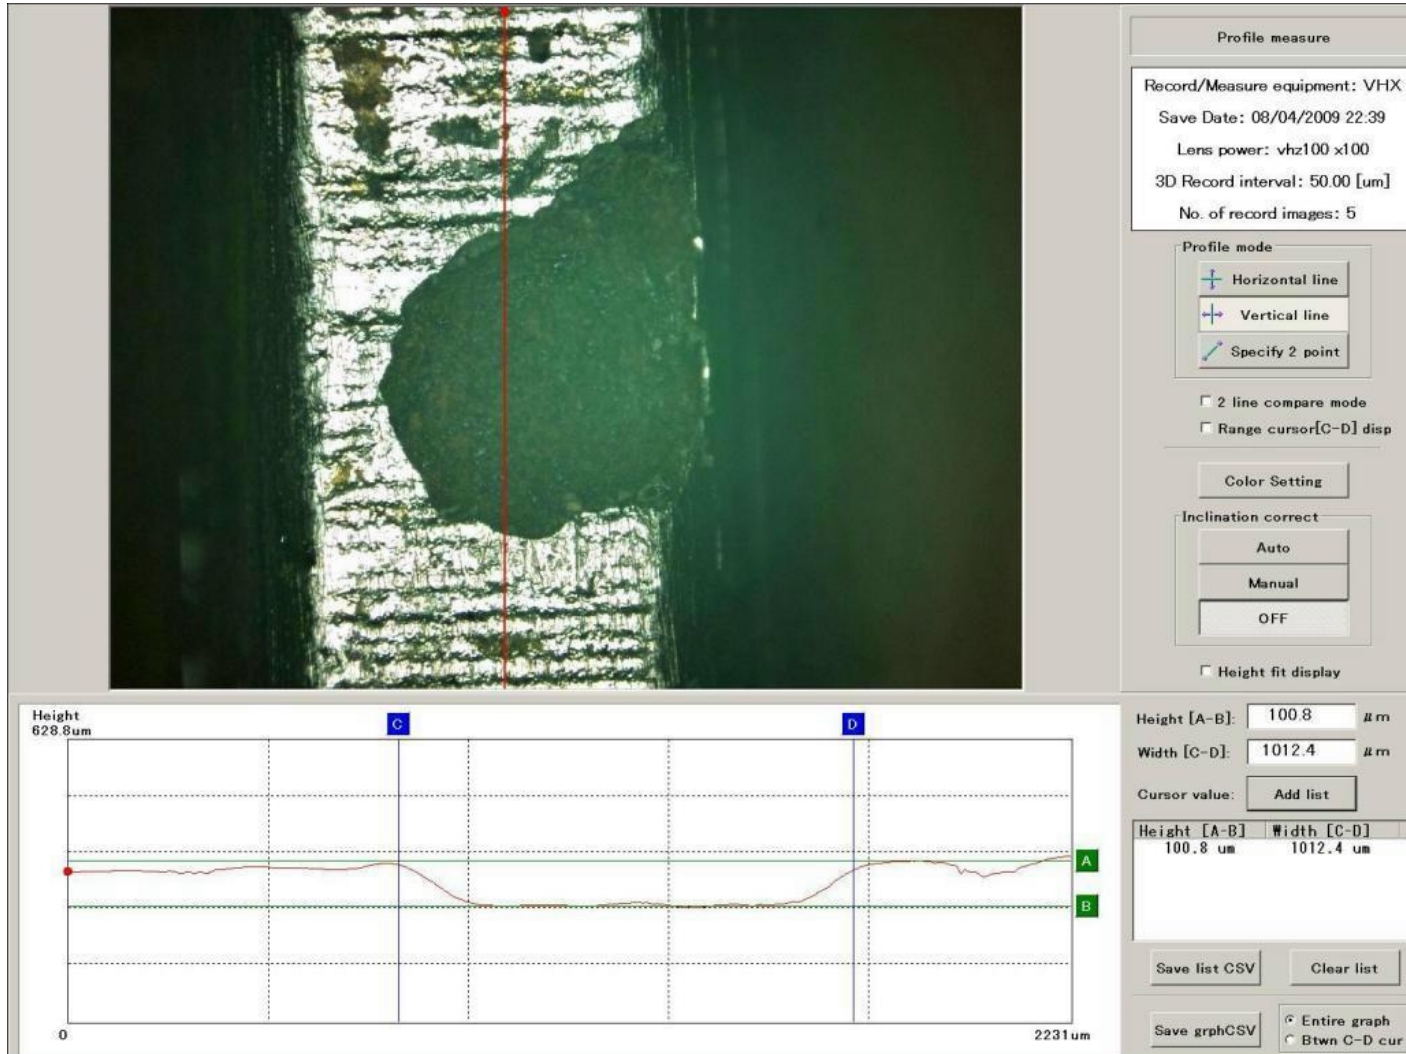 Profile measure
Record/Measure equipment: VHX
Save Date: 08/04/2009 22:39
Lens power: vhz100 x100
3D Record interval: 50.00 [um]
No. of record images: 5
Profile mode
Horizontal line
Vertical line
Specify 2 point
2 line compare mode
Range cursor[C-D] disp
Color Setting
Inclination correct
Auto
Manual
OFF
Height fit display
Height
628.8um
C
D
A
B
0
2231um
Height [A-B]: 100.8 μm
Width [C-D]: 1012.4 μm
Cursor value: Add list
Height [A-B] Width [C-D]
100.8 um 1012.4 um
Save list CSV Clear list
Save grphCSV
Entire graph
Btwn C-D cur